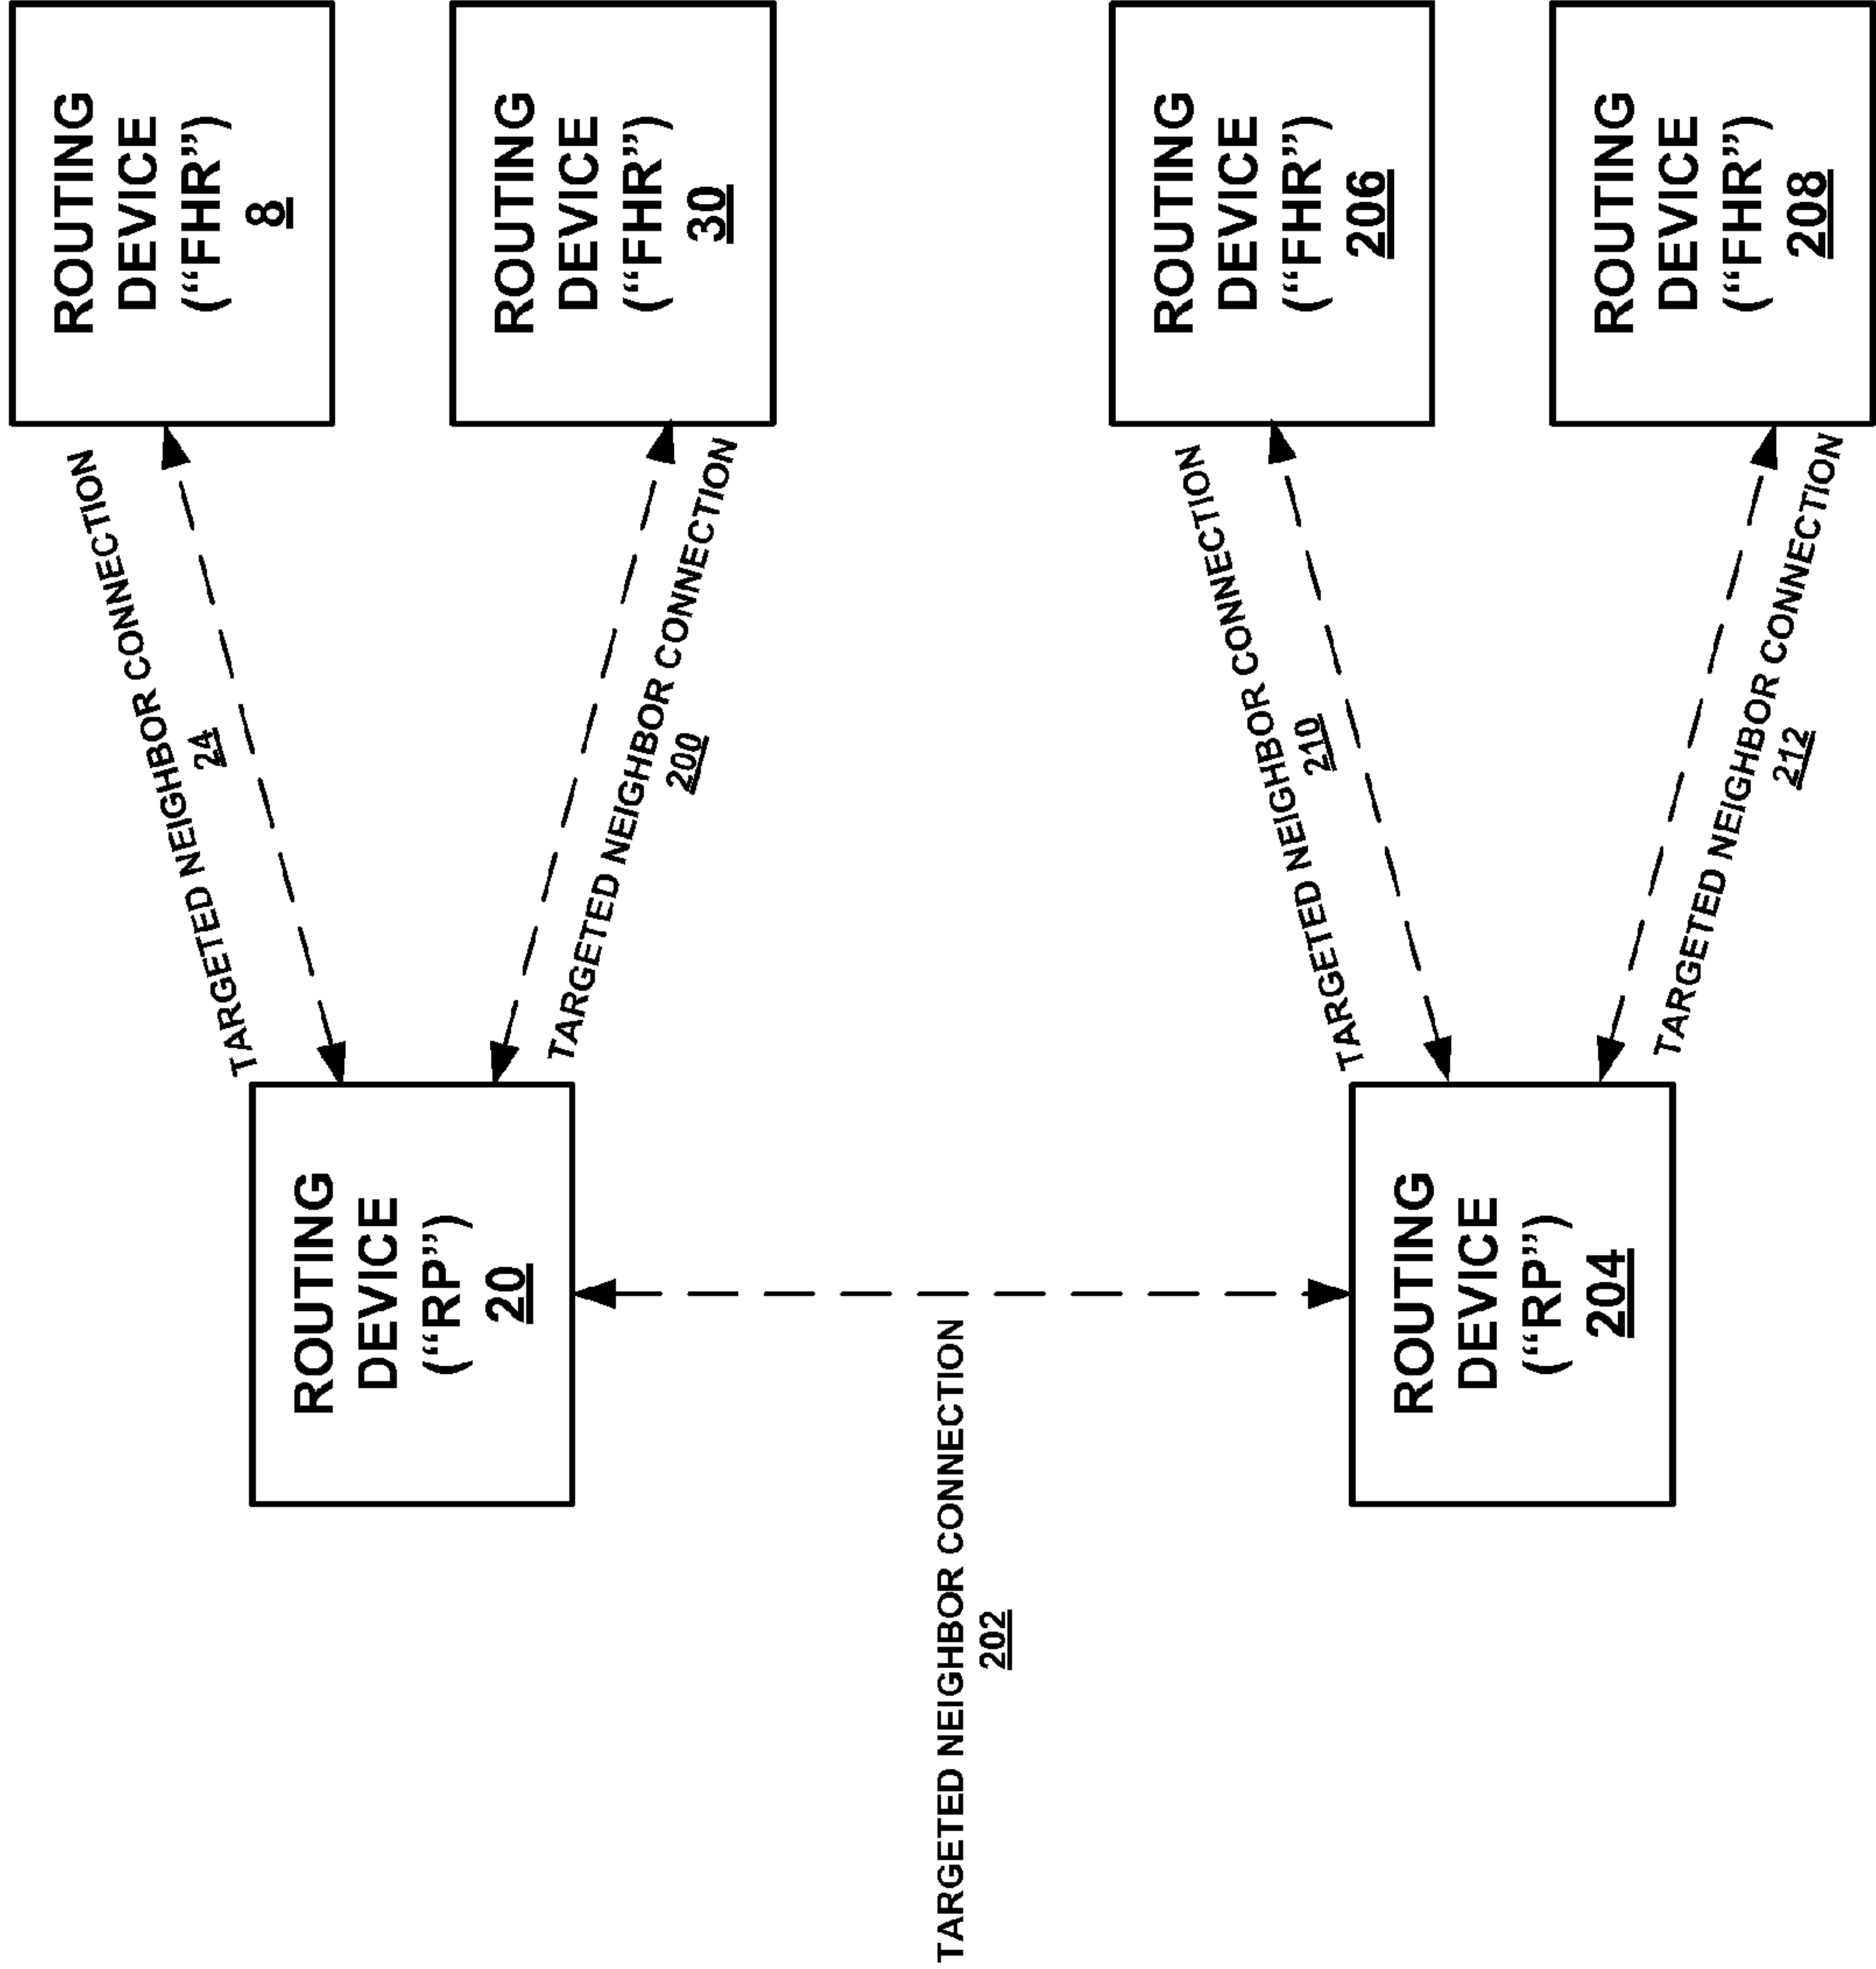 ROUTING
DEVICE
(“FHR”)
8
TARGETED NEIGHBOR CONNECTION
24
ROUTING
DEVICE
(“RP”)
20
TARGETED NEIGHBOR CONNECTION
200
ROUTING
DEVICE
(“FHR”)
30
TARGETED NEIGHBOR CONNECTION
202
ROUTING
DEVICE
(“FHR”)
206
TARGETED NEIGHBOR CONNECTION
210
ROUTING
DEVICE
(“RP”)
204
TARGETED NEIGHBOR CONNECTION
212
ROUTING
DEVICE
(“FHR”)
208